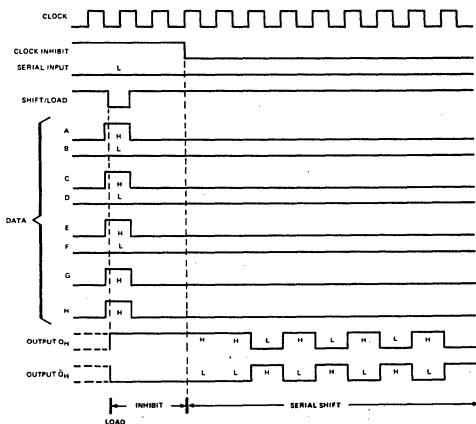 CLOCK
CLOCK INHIBIT
SERIAL INPUT L
SHIFT/LOAD
A H
B L
C H
D L
DATA
E H
F L
G H
H H
OUTPUT QH H H L H L H L H
OUTPUT Q̅H L L H L H L H L
INHIBIT SERIAL SHIFT
LOAD